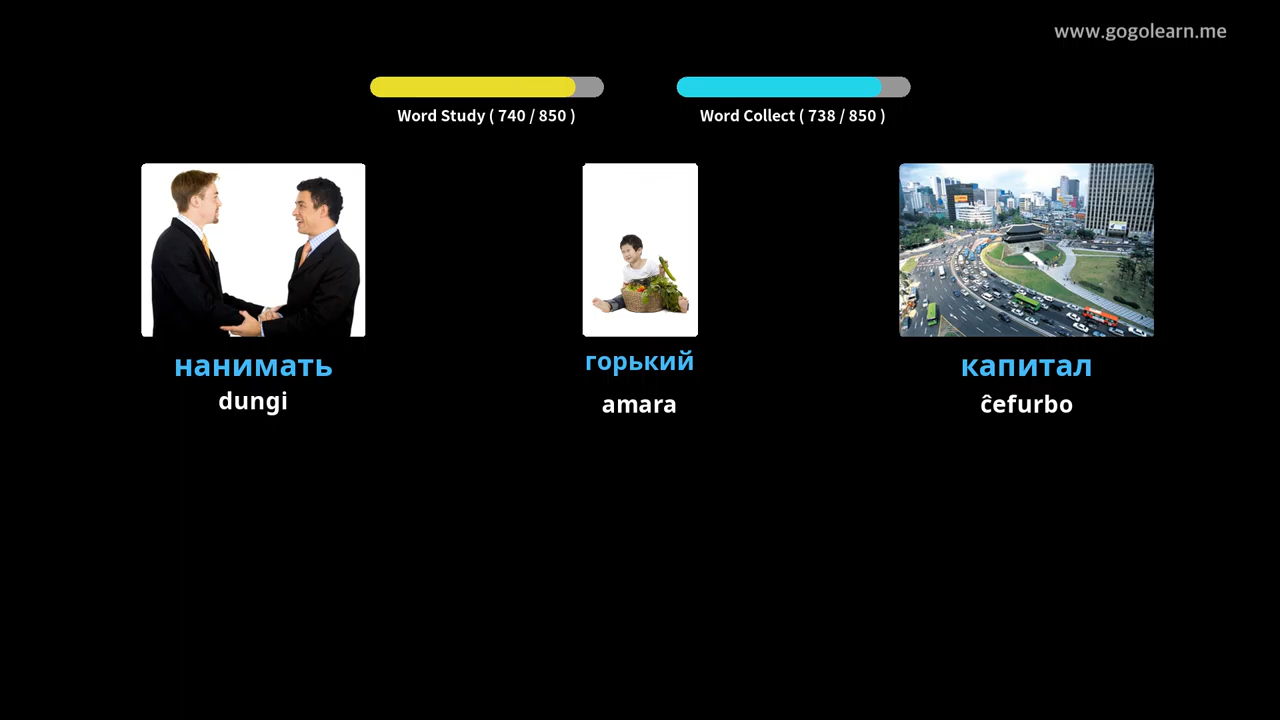 www.gogolearn.me
Word Study ( 740 / 850 )
Word Collect ( 738 / 850 )
нанимать
dungi
горький
amara
капитал
ĉefurbo